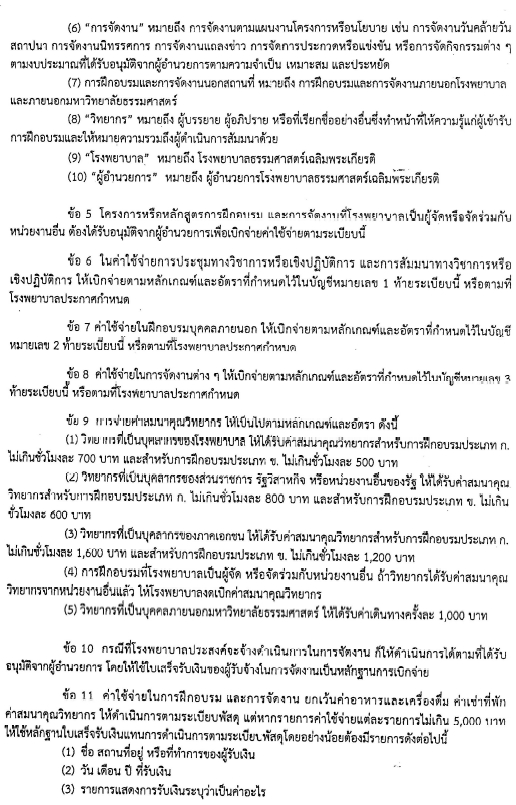 (6) “การจัดงาน” หมายถึง การจัดงานตามแผนงานโครงการหรือนโยบาย เช่น การจัดงานวันคล้ายวัน
สถาปนา การจัดงานนิทรรศการ การจัดงานแถลงข่าว การจัดการประกวดหรือแข่งขัน หรือการจัดกิจกรรมต่าง ๆ
ตามงบประมาณที่ได้รับอนุมัติจากผู้อำนวยการตามความจำเป็น เหมาะสม และประหยัด
(7) การฝึกอบรมและการจัดงานนอกสถานที่ หมายถึง การฝึกอบรมและการจัดงานภายนอกโรงพยาบาล
และภายนอกมหาวิทยาลัยธรรมศาสตร์
(8) “วิทยากร” หมายถึง ผู้บรรยาย ผู้อภิปราย หรือที่เรียกชื่ออย่างอื่นซึ่งทำหน้าที่ให้ความรู้แก่ผู้เข้ารับ
การฝึกอบรมและให้หมายความรวมถึงผู้ดำเนินการสัมมนาด้วย
(9) “โรงพยาบาล” หมายถึง โรงพยาบาลธรรมศาสตร์เฉลิมพระเกียรติ
(10) “ผู้อำนวยการ” หมายถึง ผู้อำนวยการโรงพยาบาลธรรมศาสตร์เฉลิมพระเกียรติ
ข้อ 5 โครงการหรือหลักสูตรการฝึกอบรม และการจัดงานที่โรงพยาบาลเป็นผู้จัดหรือจัดร่วมกับ
หน่วยงานอื่น ต้องได้รับอนุมัติจากผู้อำนวยการเพื่อเบิกจ่ายค่าใช้จ่ายตามระเบียบนี้
ข้อ 6 ในค่าใช้จ่ายการประชุมทางวิชาการหรือเชิงปฏิบัติการ และการสัมมนาทางวิชาการหรือ
เชิงปฏิบัติการ ให้เบิกจ่ายตามหลักเกณฑ์และอัตราที่กำหนดไว้ในบัญชีหมายเลข 1 ท้ายระเบียบนี้ หรือตามที่
โรงพยาบาลประกาศกำหนด
ข้อ 7 ค่าใช้จ่ายในฝึกอบรมบุคคลภายนอก ให้เบิกจ่ายตามหลักเกณฑ์และอัตราที่กำหนดไว้ในบัญชี
หมายเลข 2 ท้ายระเบียบนี้ หรือตามที่โรงพยาบาลประกาศกำหนด
ข้อ 8 ค่าใช้จ่ายในการจัดงานต่าง ๆ ให้เบิกจ่ายตามหลักเกณฑ์และอัตราที่กำหนดไว้ในบัญชีหมายเลข 3
ท้ายระเบียบนี้ หรือตามที่โรงพยาบาลประกาศกำหนด
ข้อ 9 การจ่ายค่าสมนาคุณวิทยากร ให้เป็นไปตามหลักเกณฑ์และอัตรา ดังนี้
(1) วิทยากรที่เป็นบุคลากรของโรงพยาบาล ให้ได้รับค่าสมนาคุณวิทยากรสำหรับการฝึกอบรมประเภท ก.
ไม่เกินชั่วโมงละ 700 บาท และสำหรับการฝึกอบรมประเภท ข. ไม่เกินชั่วโมงละ 500 บาท
(2) วิทยากรที่เป็นบุคลากรของส่วนราชการ รัฐวิสาหกิจ หรือหน่วยงานอื่นของรัฐ ให้ได้รับค่าสมนาคุณ
วิทยากรสำหรับการฝึกอบรมประเภท ก. ไม่เกินชั่วโมงละ 800 บาท และสำหรับการฝึกอบรมประเภท ข. ไม่เกิน
ชั่วโมงละ 600 บาท
(3) วิทยากรที่เป็นบุคลากรของภาคเอกชน ให้ได้รับค่าสมนาคุณวิทยากรสำหรับการฝึกอบรมประเภท ก.
ไม่เกินชั่วโมงละ 1,600 บาท และสำหรับการฝึกอบรมประเภท ข. ไม่เกินชั่วโมงละ 1,200 บาท
(4) การฝึกอบรมที่โรงพยาบาลเป็นผู้จัด หรือจัดร่วมกับหน่วยงานอื่น ถ้าวิทยากรได้รับค่าสมนาคุณ
วิทยากรจากหน่วยงานอื่นแล้ว ให้โรงพยาบาลงดเบิกค่าสมนาคุณวิทยากร
(5) วิทยากรที่เป็นบุคคลภายนอกมหาวิทยาลัยธรรมศาสตร์ ให้ได้รับค่าเดินทางครั้งละ 1,000 บาท
ข้อ 10 กรณีที่โรงพยาบาลประสงค์จะจ้างดำเนินการในการจัดงาน ก็ให้ดำเนินการได้ตามที่ได้รับ
อนุมัติจากผู้อำนวยการ โดยให้ใช้ใบเสร็จรับเงินของผู้รับจ้างในการจัดงานเป็นหลักฐานการเบิกจ่าย
ข้อ 11 ค่าใช้จ่ายในการฝึกอบรม และการจัดงาน ยกเว้นค่าอาหารและเครื่องดื่ม ค่าเช่าที่พัก
ค่าสมนาคุณวิทยากร ให้ดำเนินการตามระเบียบพัสดุ แต่หากรายการค่าใช้จ่ายแต่ละรายการไม่เกิน 5,000 บาท
ให้ใช้หลักฐานใบเสร็จรับเงินแทนการดำเนินการตามระเบียบพัสดุโดยอย่างน้อยต้องมีรายการดังต่อไปนี้
(1) ชื่อ สถานที่อยู่ หรือที่ทำการของผู้รับเงิน
(2) วัน เดือน ปี ที่รับเงิน
(3) รายการแสดงการรับเงินระบุว่าเป็นค่าอะไร